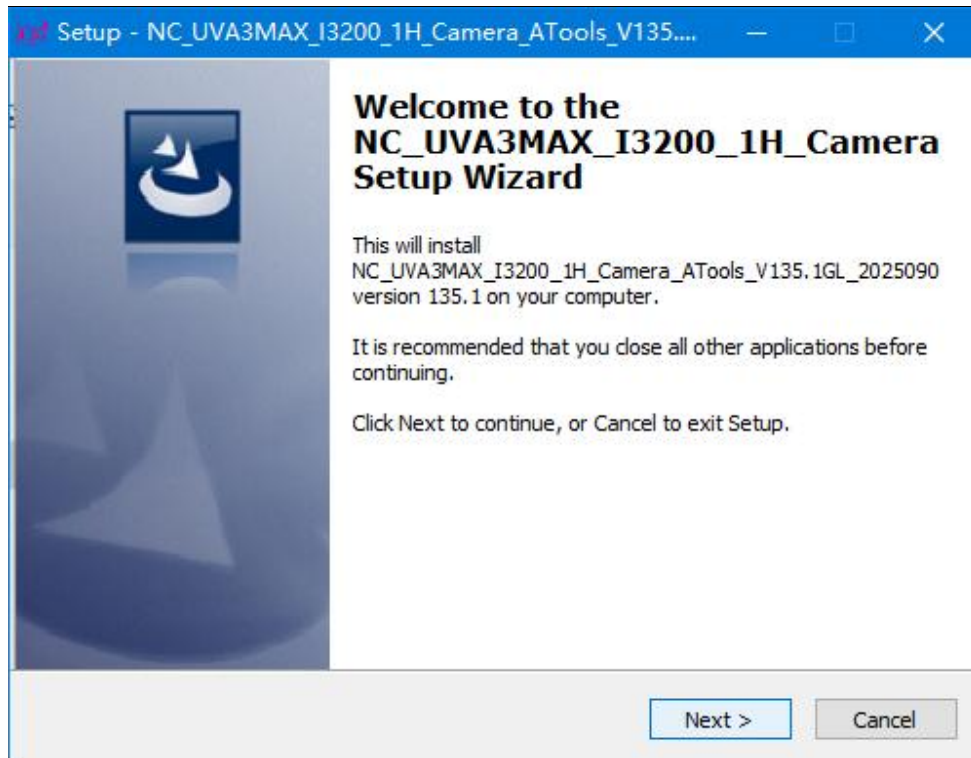 Setup - NC_UVA3MAX_I3200_1H_Camera_ATools_V135....
Welcome to the
NC_UVA3MAX_I3200_1H_Camera
Setup Wizard
This will install
NC_UVA3MAX_I3200_1H_Camera_ATools_V135.1GL_2025090
version 135.1 on your computer.
It is recommended that you close all other applications before
continuing.
Click Next to continue, or Cancel to exit Setup.
Next >
Cancel